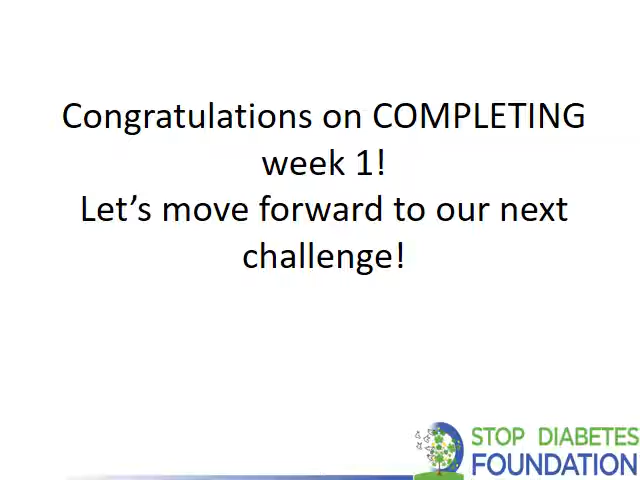 Congratulations on COMPLETING
week 1!
Let’s move forward to our next
challenge!
STOP DIABETES
FOUNDATION